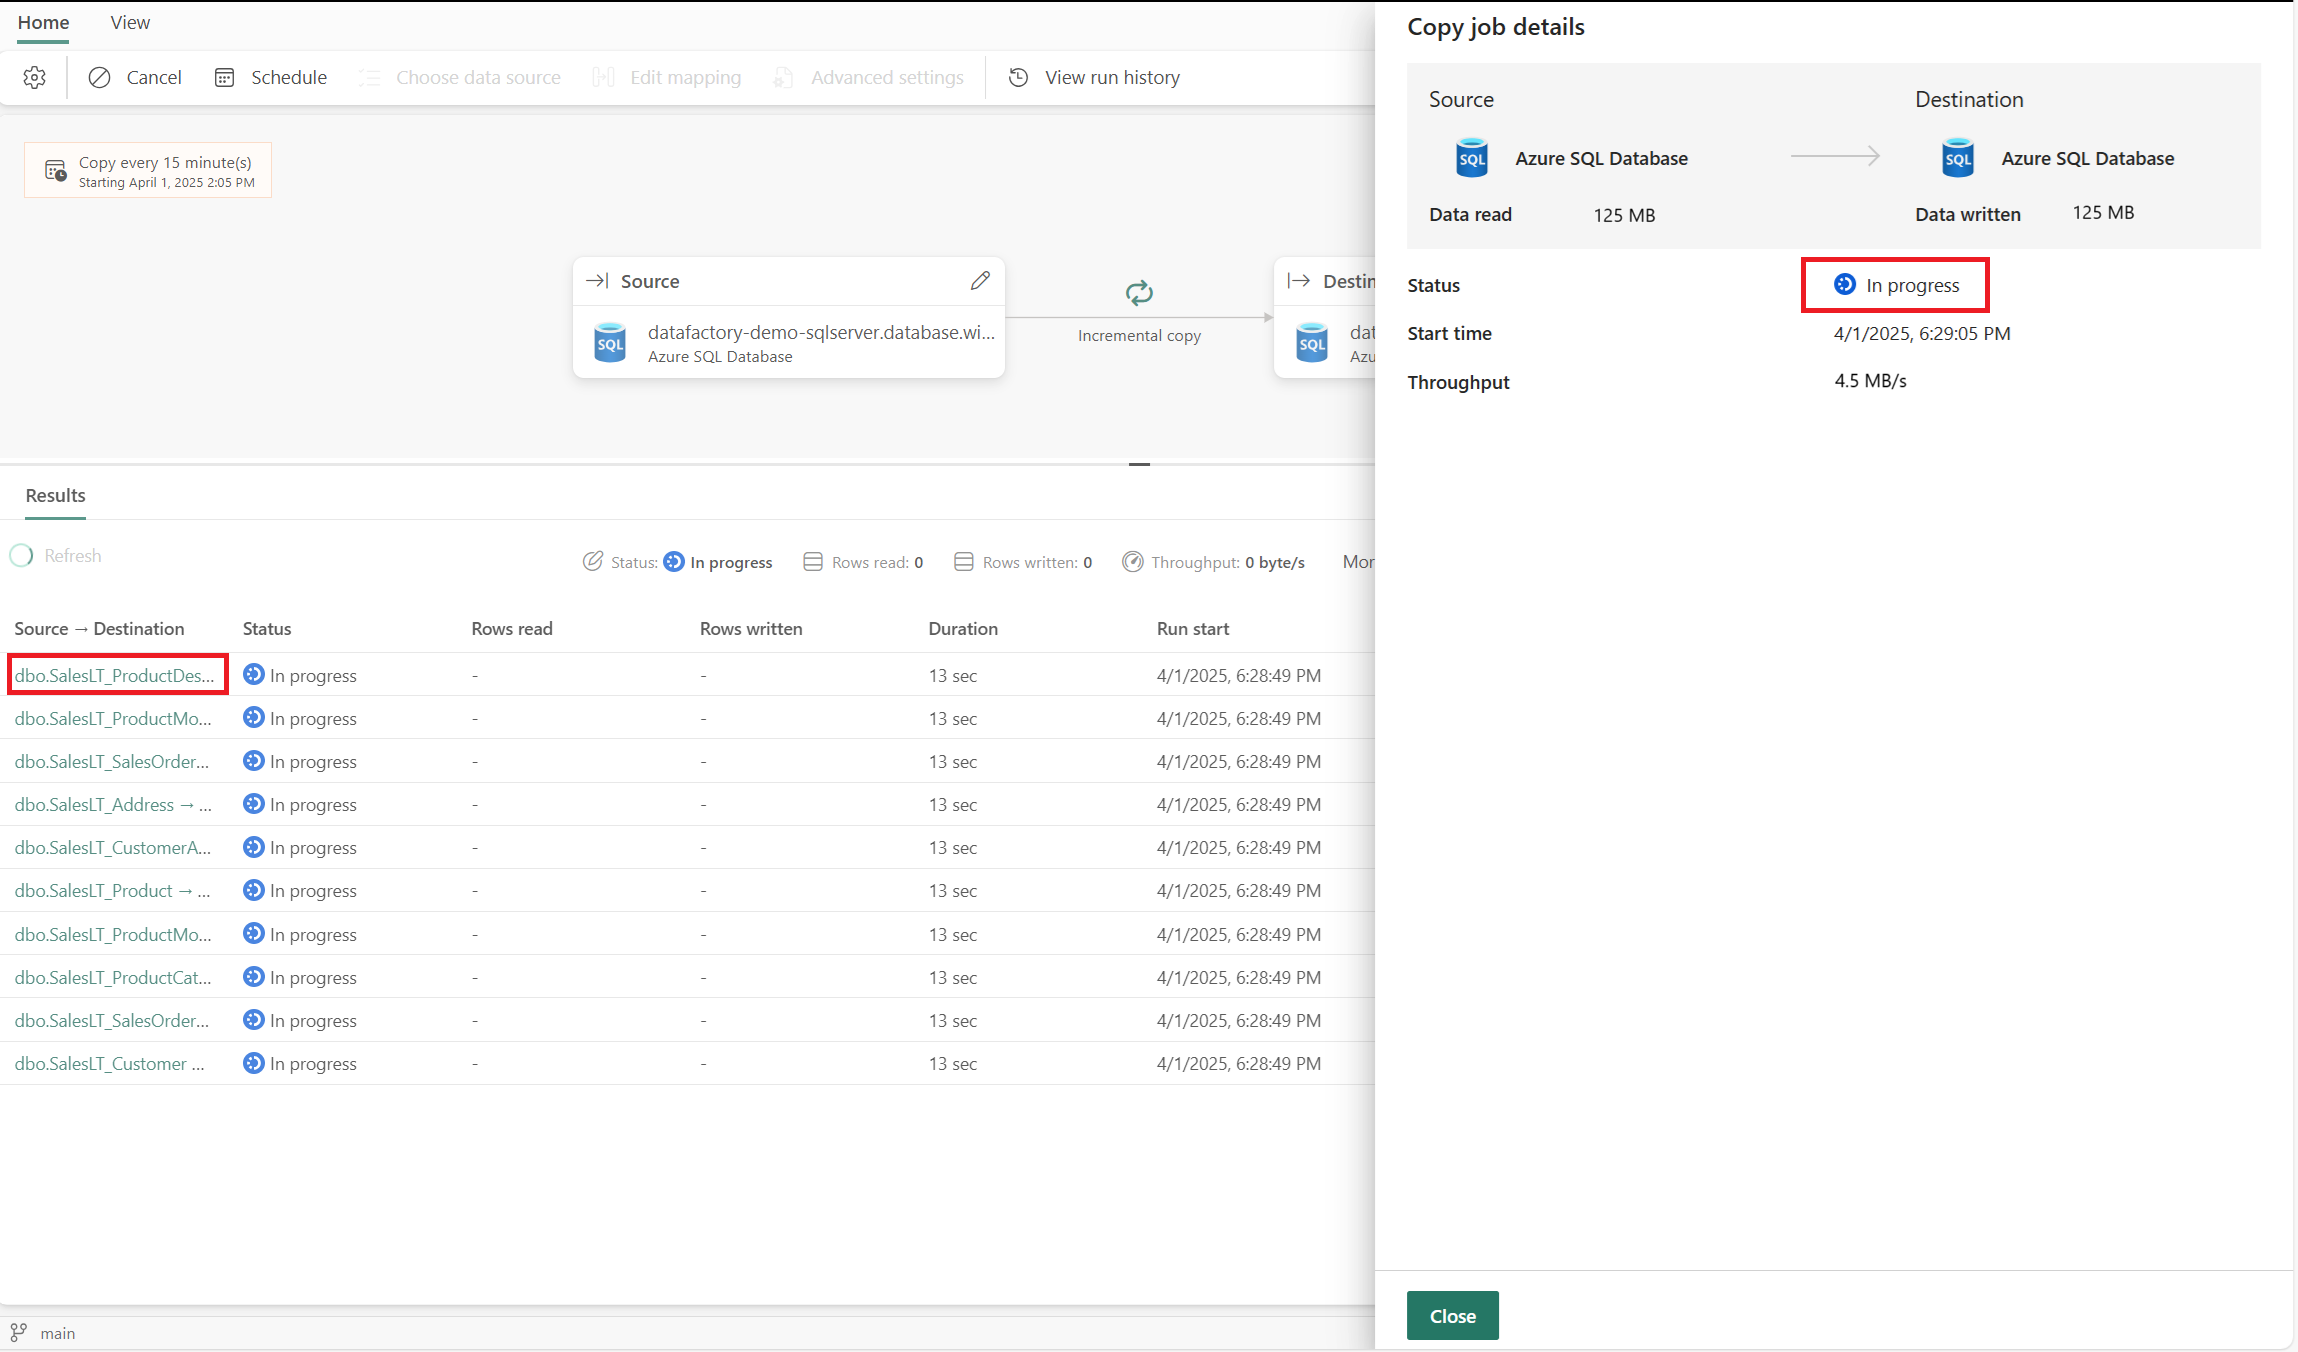 Home View
Cancel Schedule Choose data source Edit mapping Advanced settings View run history
Copy every 15 minute(s)
Starting April 1, 2025 2:05 PM
Source
SQL datafactory-demo-sqlserver.database.wi...
Azure SQL Database
Incremental copy
Destin
SQL dat
Azu
Results
Refresh
Status: In progress Rows read: 0 Rows written: 0 Throughput: 0 byte/s Mor
Source → Destination Status Rows read Rows written Duration Run start
dbo.SalesLT_ProductDes... In progress - - 13 sec 4/1/2025, 6:28:49 PM
dbo.SalesLT_ProductMo... In progress - - 13 sec 4/1/2025, 6:28:49 PM
dbo.SalesLT_SalesOrder... In progress - - 13 sec 4/1/2025, 6:28:49 PM
dbo.SalesLT_Address → ... In progress - - 13 sec 4/1/2025, 6:28:49 PM
dbo.SalesLT_CustomerA... In progress - - 13 sec 4/1/2025, 6:28:49 PM
dbo.SalesLT_Product → ... In progress - - 13 sec 4/1/2025, 6:28:49 PM
dbo.SalesLT_ProductMo... In progress - - 13 sec 4/1/2025, 6:28:49 PM
dbo.SalesLT_ProductCat... In progress - - 13 sec 4/1/2025, 6:28:49 PM
dbo.SalesLT_SalesOrder... In progress - - 13 sec 4/1/2025, 6:28:49 PM
dbo.SalesLT_Customer ... In progress - - 13 sec 4/1/2025, 6:28:49 PM
main
Copy job details
Source Destination
SQL Azure SQL Database SQL Azure SQL Database
Data read 125 MB Data written 125 MB
Status In progress
Start time 4/1/2025, 6:29:05 PM
Throughput 4.5 MB/s
Close